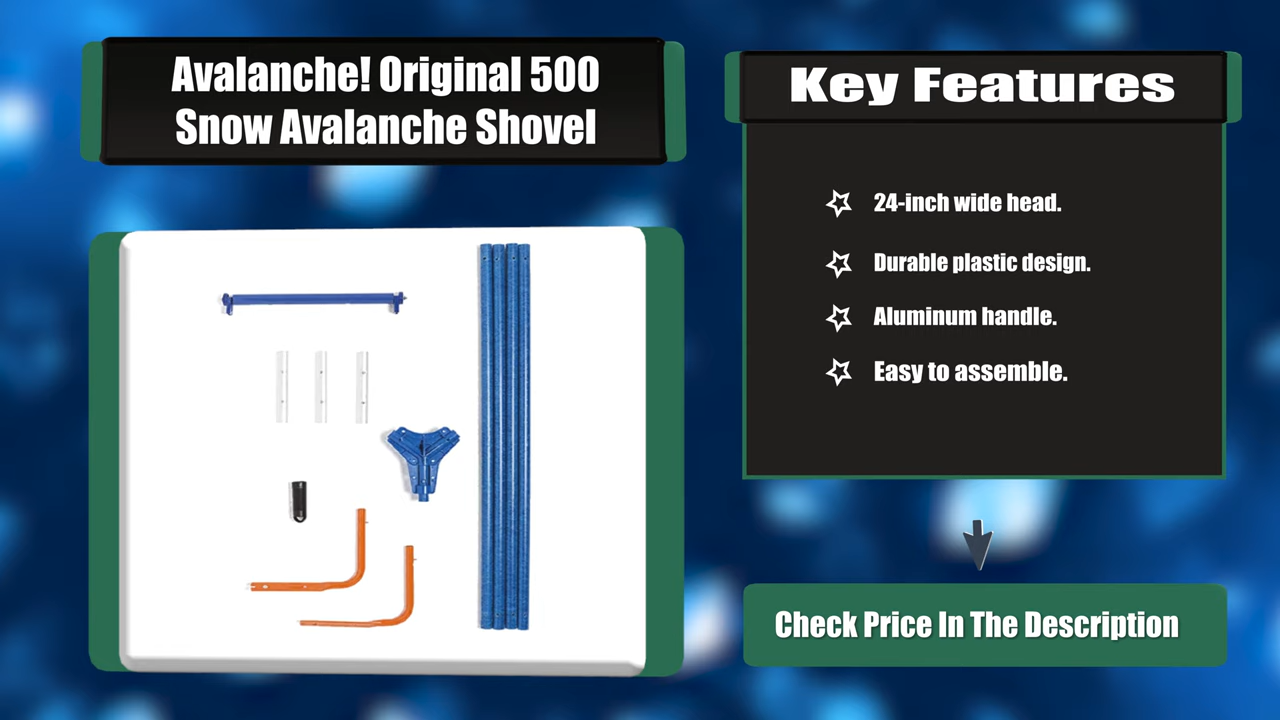 Avalanche! Original 500
Snow Avalanche Shovel
Key Features
24-inch wide head.
Durable plastic design.
Aluminum handle.
Easy to assemble.
Check Price In The Description